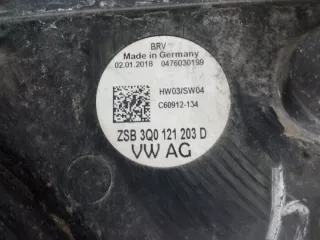 BRV
Made in Germany
02.01.2018 0476030199
HW03/SW04
C60912-134
ZSB 3Q0 121 203 D
VW AG